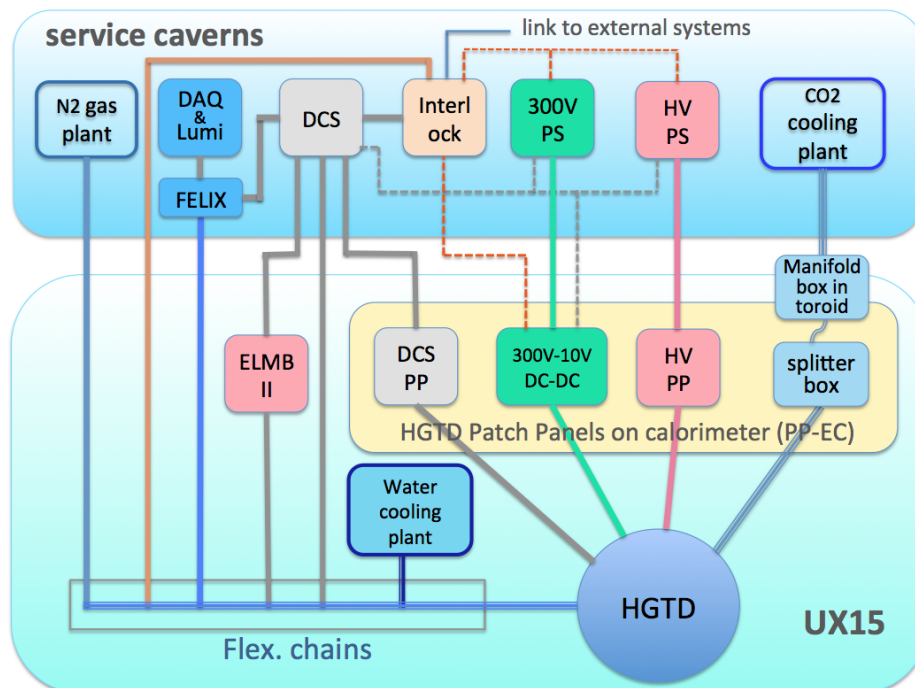 service caverns
link to external systems
N2 gas
plant
DAQ
&
Lumi
DCS
Interl
ock
300V
PS
HV
PS
CO2
cooling
plant
FELIX
Manifold
box in
toroid
ELMB
II
DCS
PP
300V-10V
DC-DC
HV
PP
splitter
box
HGTD Patch Panels on calorimeter (PP-EC)
Water
cooling
plant
HGTD
UX15
Flex. chains